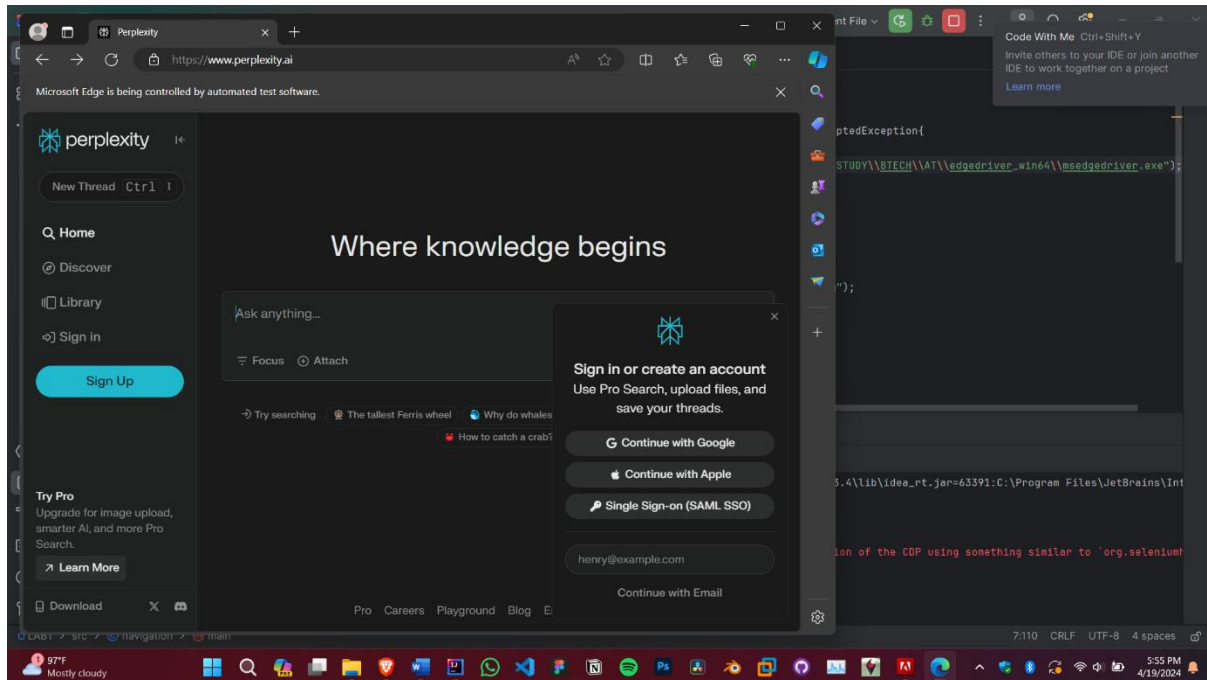 Perplexity
https://www.perplexity.ai
Microsoft Edge is being controlled by automated test software.
perplexity
New Thread Ctrl I
Home
Discover
Library
Sign in
Sign Up
Try Pro
Upgrade for image upload,
smarter AI, and more Pro
Search.
Learn More
Download
Where knowledge begins
Ask anything...
Focus Attach
Try searching The tallest Ferris wheel Why do whales
How to catch a crab?
Pro Careers Playground Blog
Sign in or create an account
Use Pro Search, upload files, and
save your threads.
Continue with Google
Continue with Apple
Single Sign-on (SAML SSO)
henry@example.com
Continue with Email
nt File
Code With Me Ctrl+Shift+Y
Invite others to your IDE or join another
IDE to work together on a project
Learn more
ptedException{
STUDY\\BTECH\\AT\\edgedriver_win64\\msedgedriver.exe");
");
3.4\lib\idea_rt.jar=63391:C:\Program Files\JetBrains\Int
ion of the CDP using something similar to `org.seleniumh
LAB1 > src > navigation > main
7:110 CRLF UTF-8 4 spaces
97°F
Mostly cloudy
5:55 PM
4/19/2024